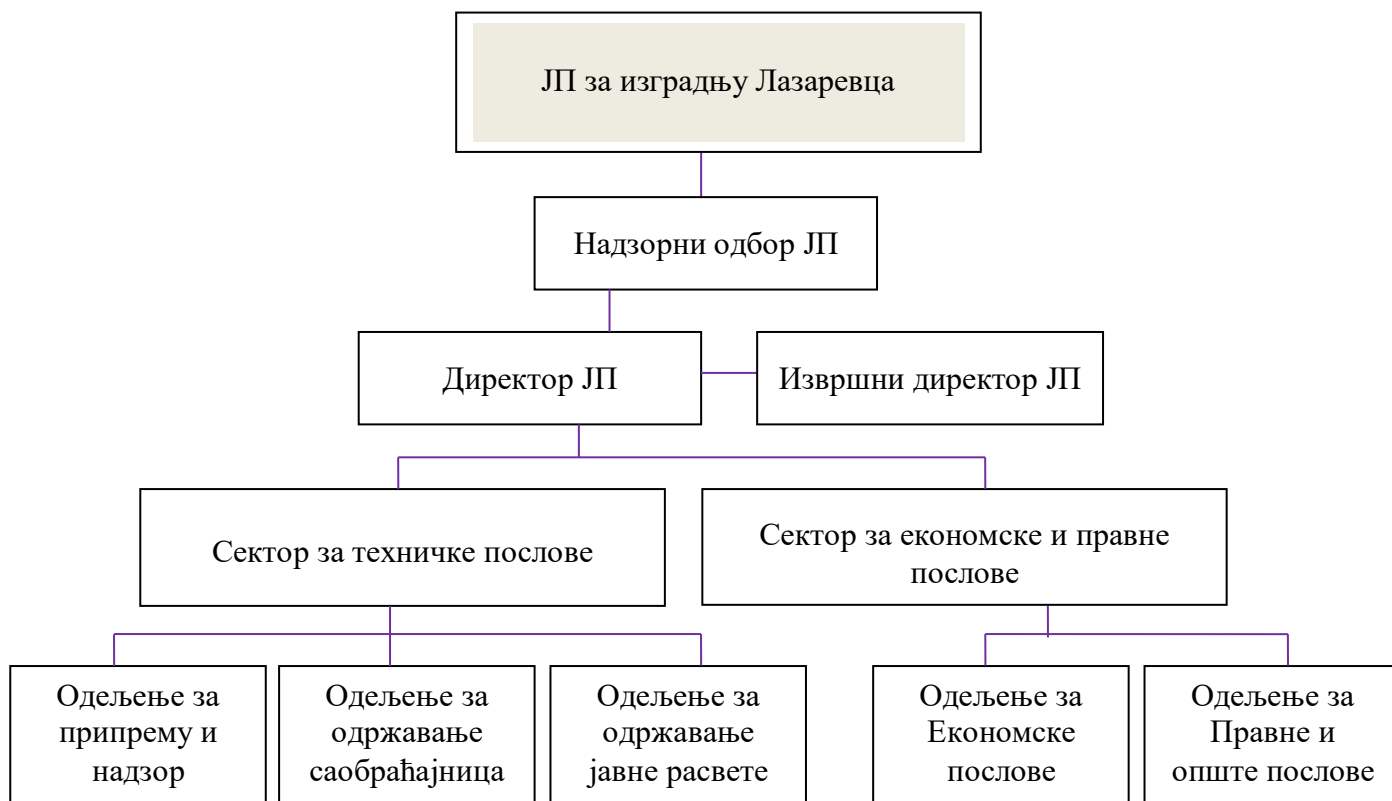 ЈП за изградњу Лазаревца
Надзорни одбор ЈП
Директор ЈП
Извршни директор ЈП
Сектор за техничке послове
Сектор за економске и правне
послове
Одељење за
припрему и
надзор
Одељење за
одржавање
саобраћајница
Одељење за
одржавање
јавне расвете
Одељење за
Економске
послове
Одељење за
Правне и
опште послове